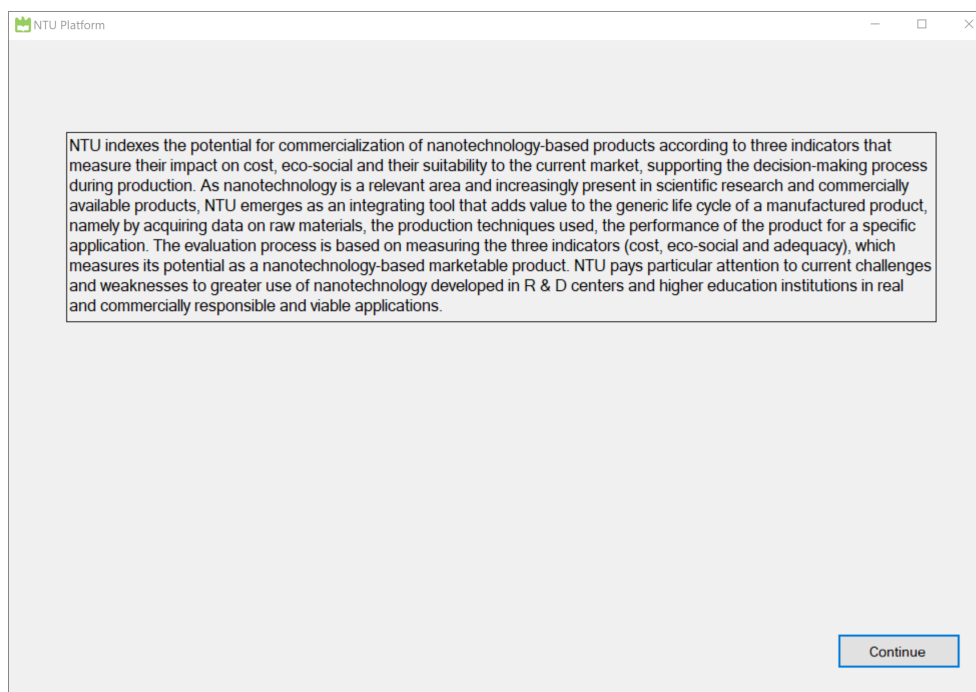 NTU Platform
NTU indexes the potential for commercialization of nanotechnology-based products according to three indicators that
measure their impact on cost, eco-social and their suitability to the current market, supporting the decision-making process
during production. As nanotechnology is a relevant area and increasingly present in scientific research and commercially
available products, NTU emerges as an integrating tool that adds value to the generic life cycle of a manufactured product,
namely by acquiring data on raw materials, the production techniques used, the performance of the product for a specific
application. The evaluation process is based on measuring the three indicators (cost, eco-social and adequacy), which
measures its potential as a nanotechnology-based marketable product. NTU pays particular attention to current challenges
and weaknesses to greater use of nanotechnology developed in R & D centers and higher education institutions in real
and commercially responsible and viable applications.
Continue